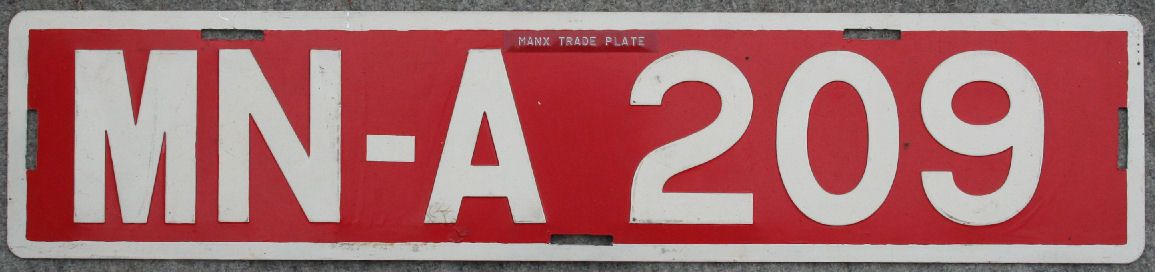 MANX TRADE PLATE
MN-A 209